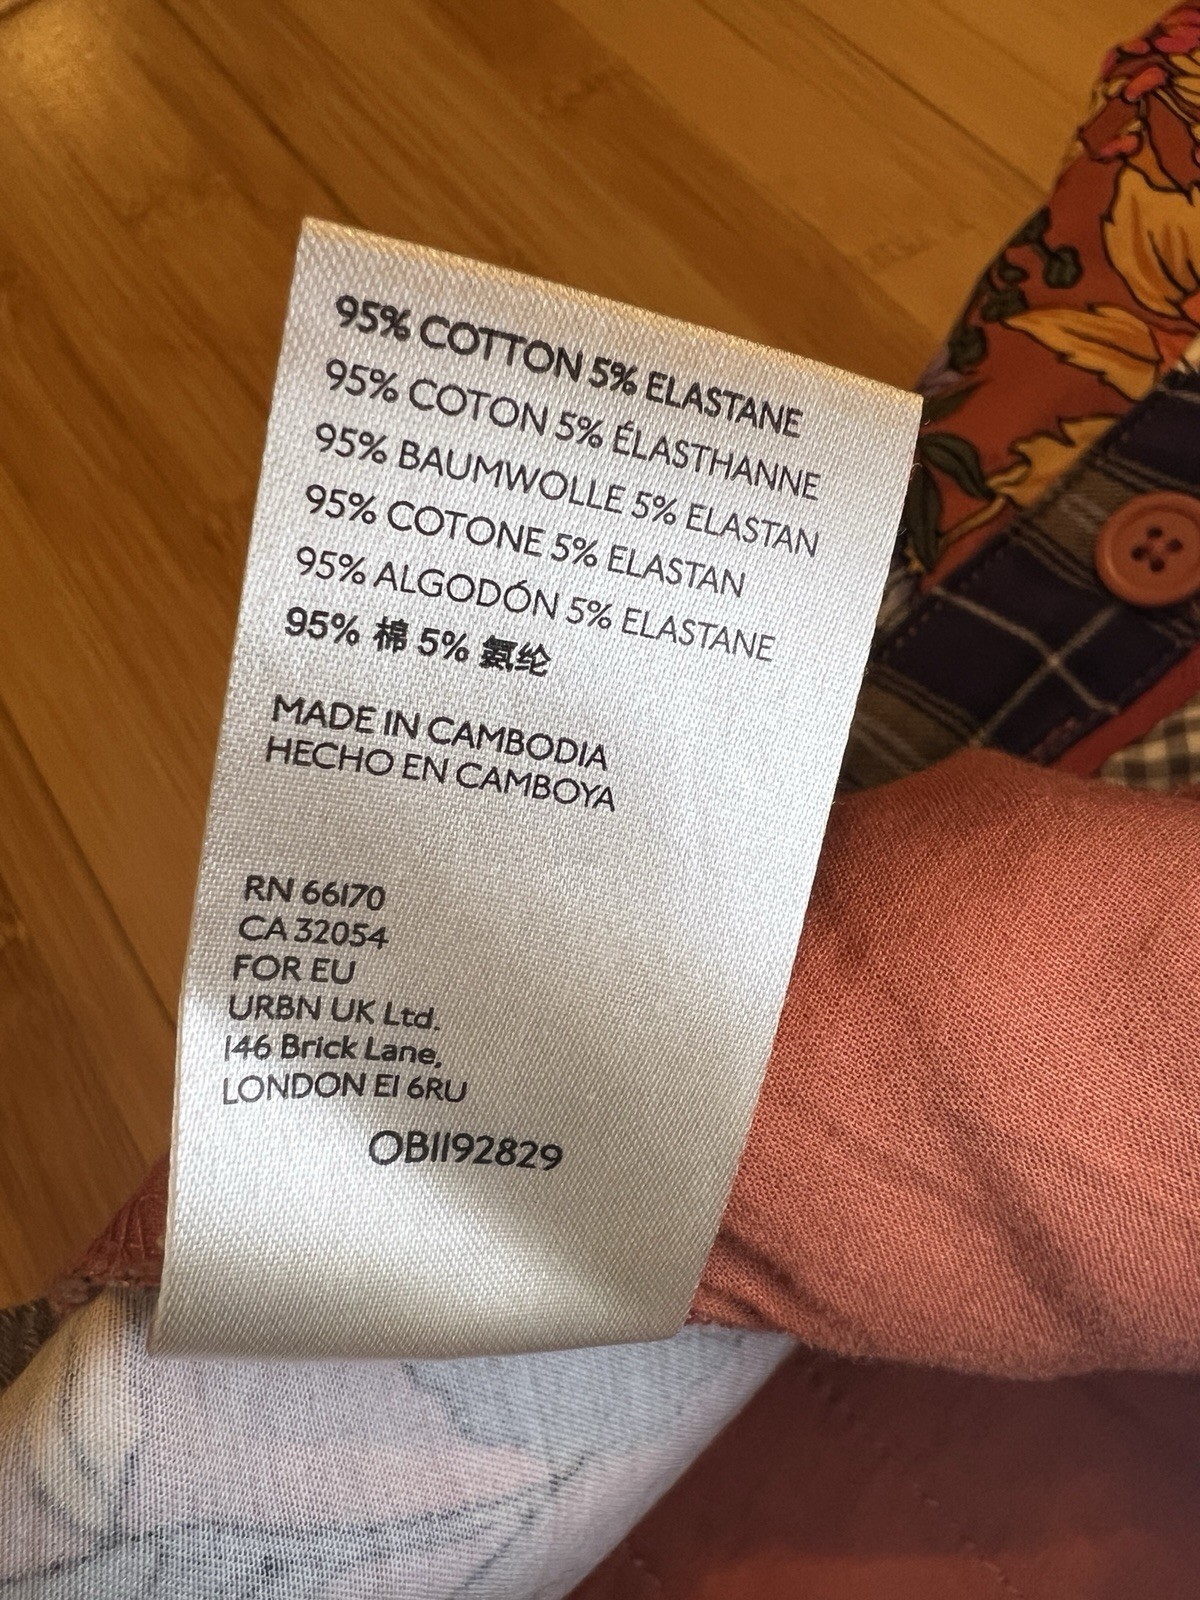 95% COTTON 5% ELASTANE
95% COTON 5% ÉLASTHANNE
95% BAUMWOLLE 5% ELASTAN
95% COTONE 5% ELASTAN
95% ALGODÓN 5% ELASTANE
95% 棉 5% 氨纶
MADE IN CAMBODIA
HECHO EN CAMBOYA
RN 66170
CA 32054
FOR EU
URBN UK Ltd.
146 Brick Lane,
LONDON E1 6RU
OB1192829